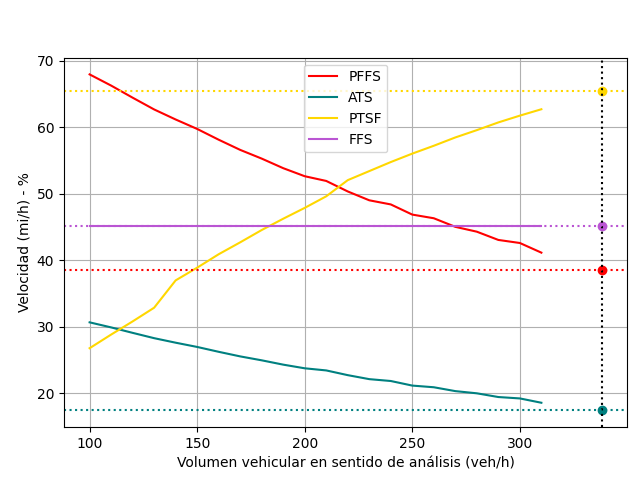 70
60
50
40
30
20
Velocidad (mi/h) - %
PFFS
ATS
PTSF
FFS
100
150
200
250
300
Volumen vehicular en sentido de análisis (veh/h)